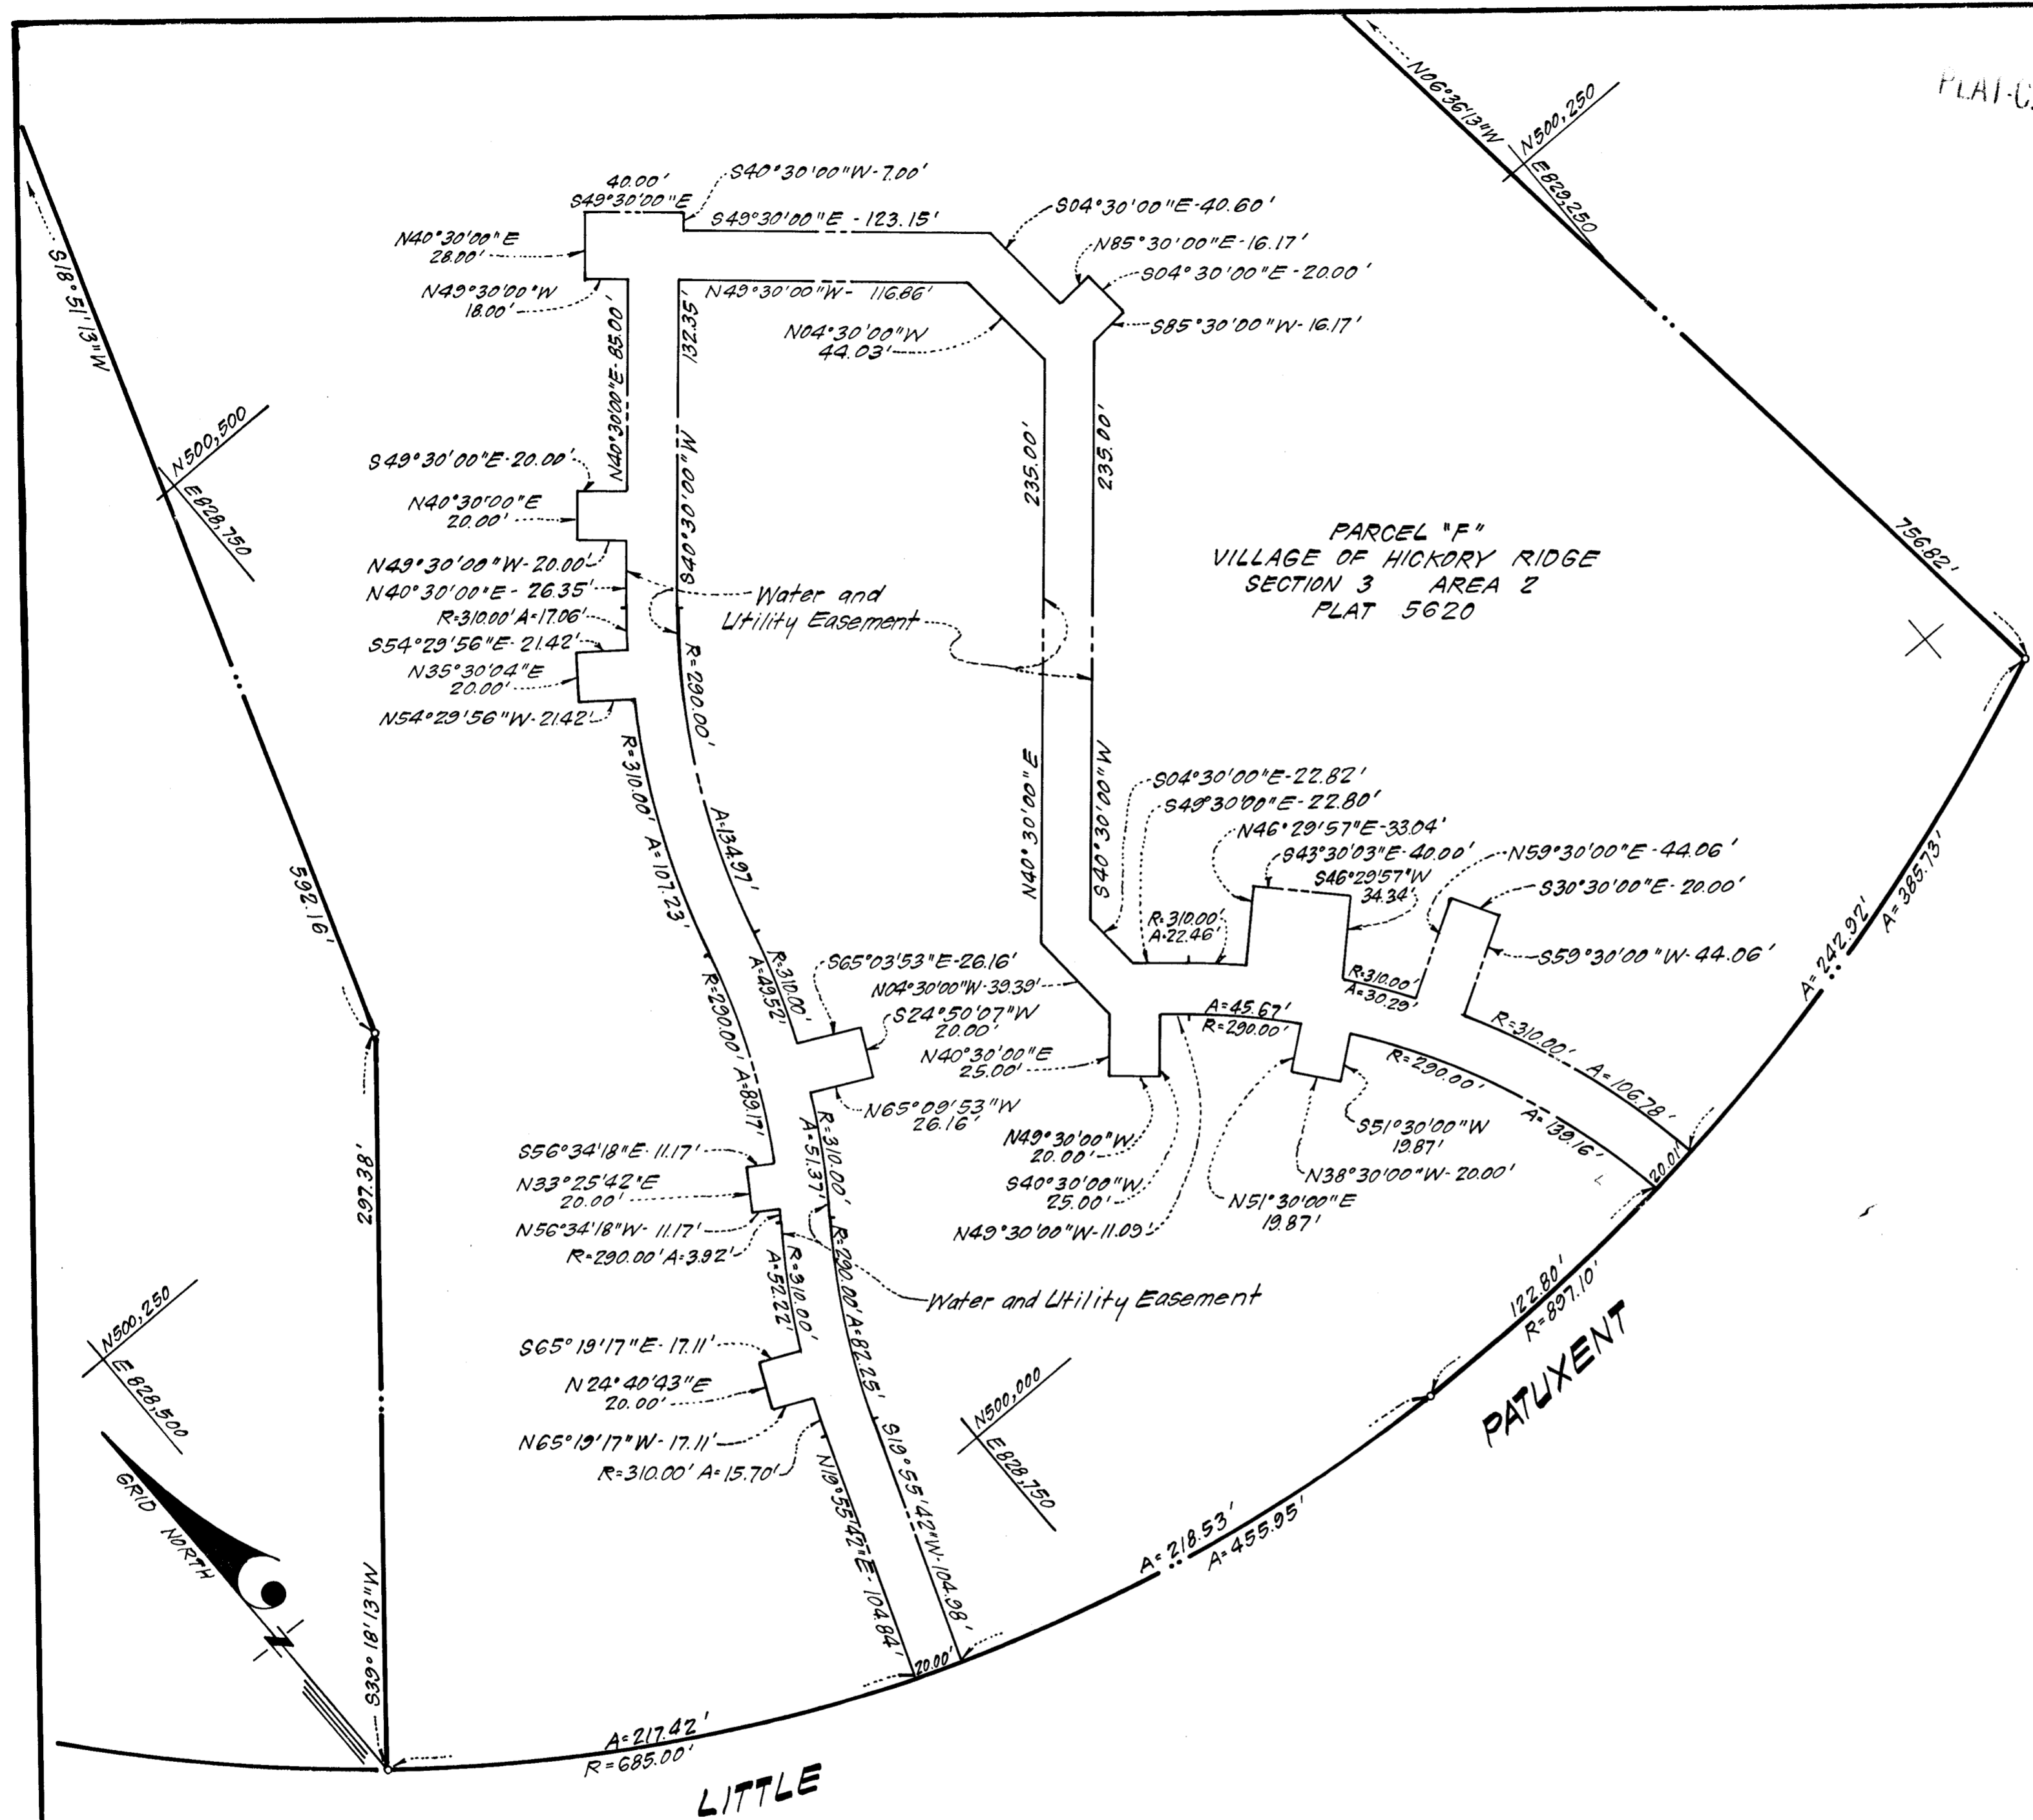 PLAT-C
N06°36'13"W
N500,250
E829,250
40.00'
S49°30'00"E
S40°30'00"W-7.00'
S49°30'00"E - 123.15'
S04°30'00"E-40.60'
N85°30'00"E-16.17'
S04°30'00"E-20.00'
S85°30'00"W-16.17'
N40°30'00"E
28.00'
N49°30'00"W
18.00'
N49°30'00"W- 116.86'
N04°30'00"W
44.03'
N40°30'00"E-85.00'
132.35'
S40°30'00"W
S18°51'13"W
N500,500
E828,750
592.16'
S49°30'00"E-20.00'
N40°30'00"E
20.00'
N49°30'00"W-20.00'
N40°30'00"E-26.35'
R=310.00' A=17.06'
S54°29'56"E-21.42'
N35°30'04"E
20.00'
N54°29'56"W-21.42'
Water and
Utility Easement
235.00'
235.00'
N40°30'00"E
S40°30'00"W
PARCEL "F"
VILLAGE OF HICKORY RIDGE
SECTION 3 AREA 2
PLAT 5620
756.82'
R=290.00'
A=134.97'
R=310.00' A=107.23'
R=310.00'
A=49.52'
R=290.00' A=89.17'
S04°30'00"E-22.82'
S49°30'00"E-22.80'
N46°29'57"E-33.04'
S43°30'03"E-40.00'
S46°29'57"W
34.34'
N59°30'00"E-44.06'
S30°30'00"E-20.00'
S59°30'00"W-44.06'
R=310.00'
A=22.46'
R=310.00'
A=30.29'
A=242.92'
A=385.73'
S65°03'53"E-26.16'
N04°30'00"W-39.39'
S24°50'07"W
20.00'
N40°30'00"E
25.00'
A=45.67'
R=290.00'
N65°09'53"W
26.16'
N49°30'00"W
20.00'
S40°30'00"W
25.00'
N49°30'00"W-11.09'
R=290.00'
A=139.16'
R=310.00' A=106.78'
S51°30'00"W
19.87'
N38°30'00"W-20.00'
N51°30'00"E
19.87'
20.01'
R=310.00'
A=51.37'
S56°34'18"E-11.17'
N33°25'42"E
20.00'
N56°34'18"W-11.17'
R=290.00' A=3.92'
R=310.00'
A=52.22'
R=290.00' A=82.25'
Water and Utility Easement
S65°19'17"E-17.11'
N24°40'43"E
20.00'
N65°19'17"W-17.11'
R=310.00' A=15.70'
N19°55'42"E-104.84'
S19°55'42"W-104.98'
20.00'
297.38'
S39°18'13"W
N500,250
E828,500
GRID NORTH
N
N500,000
E828,750
122.80'
R=897.10'
PATUXENT
A=218.53'
A=455.95'
A=217.42'
R=685.00'
LITTLE